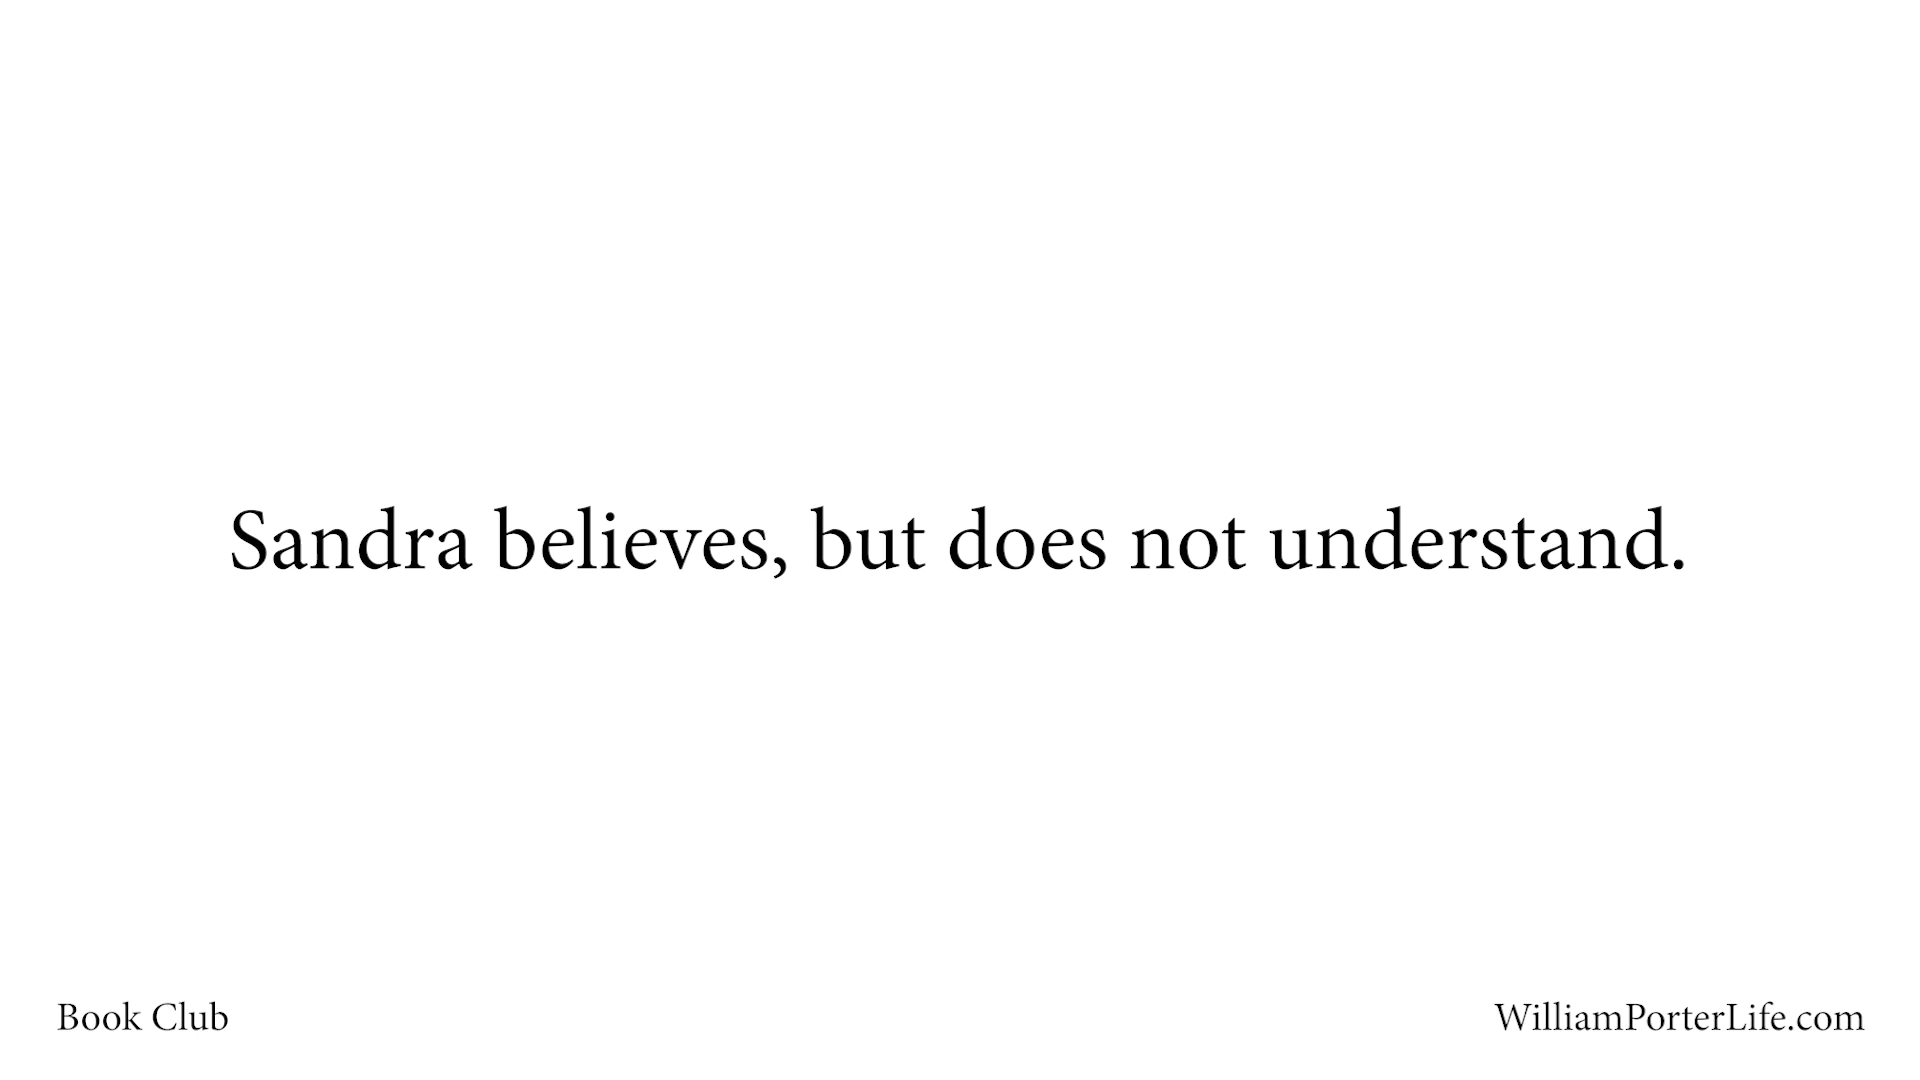 Sandra believes, but does not understand.
Book Club
WilliamPorterLife.com